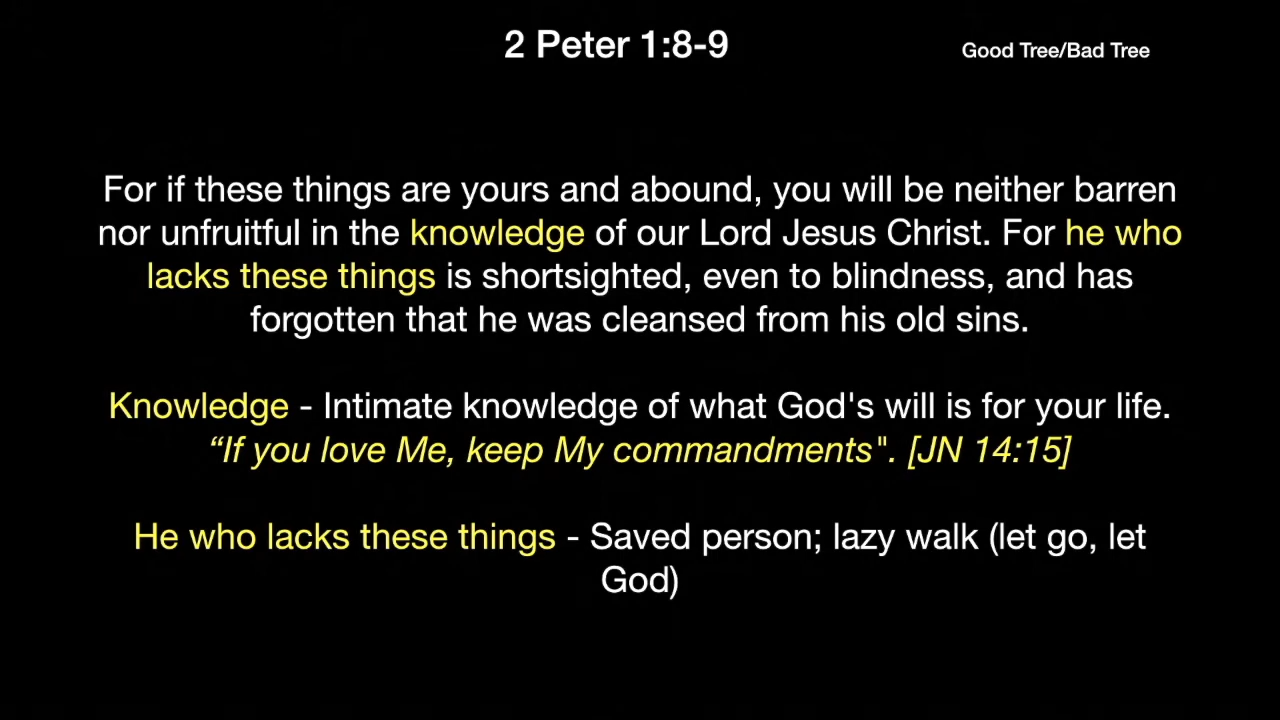 2 Peter 1:8-9
Good Tree/Bad Tree
For if these things are yours and abound, you will be neither barren
nor unfruitful in the knowledge of our Lord Jesus Christ. For he who
lacks these things is shortsighted, even to blindness, and has
forgotten that he was cleansed from his old sins.
Knowledge - Intimate knowledge of what God's will is for your life.
“If you love Me, keep My commandments". [JN 14:15]
He who lacks these things - Saved person; lazy walk (let go, let
God)